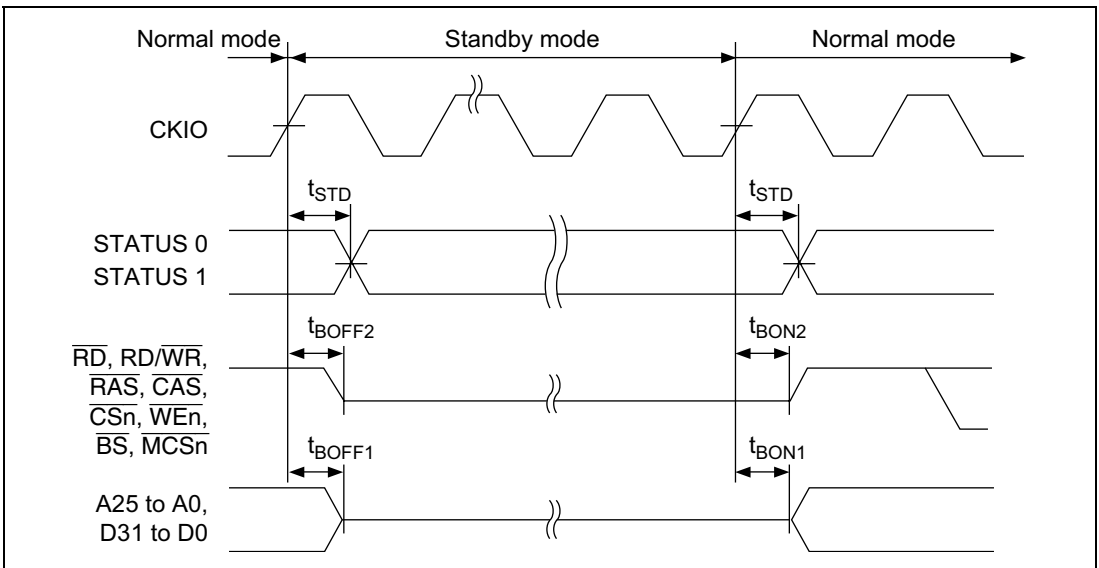 Normal mode Standby mode Normal mode
CKIO
tSTD tSTD
STATUS 0
STATUS 1
tBOFF2 tBON2
RD, RD/WR,
RAS, CAS,
CSn, WEn,
BS, MCSn
tBOFF1 tBON1
A25 to A0,
D31 to D0